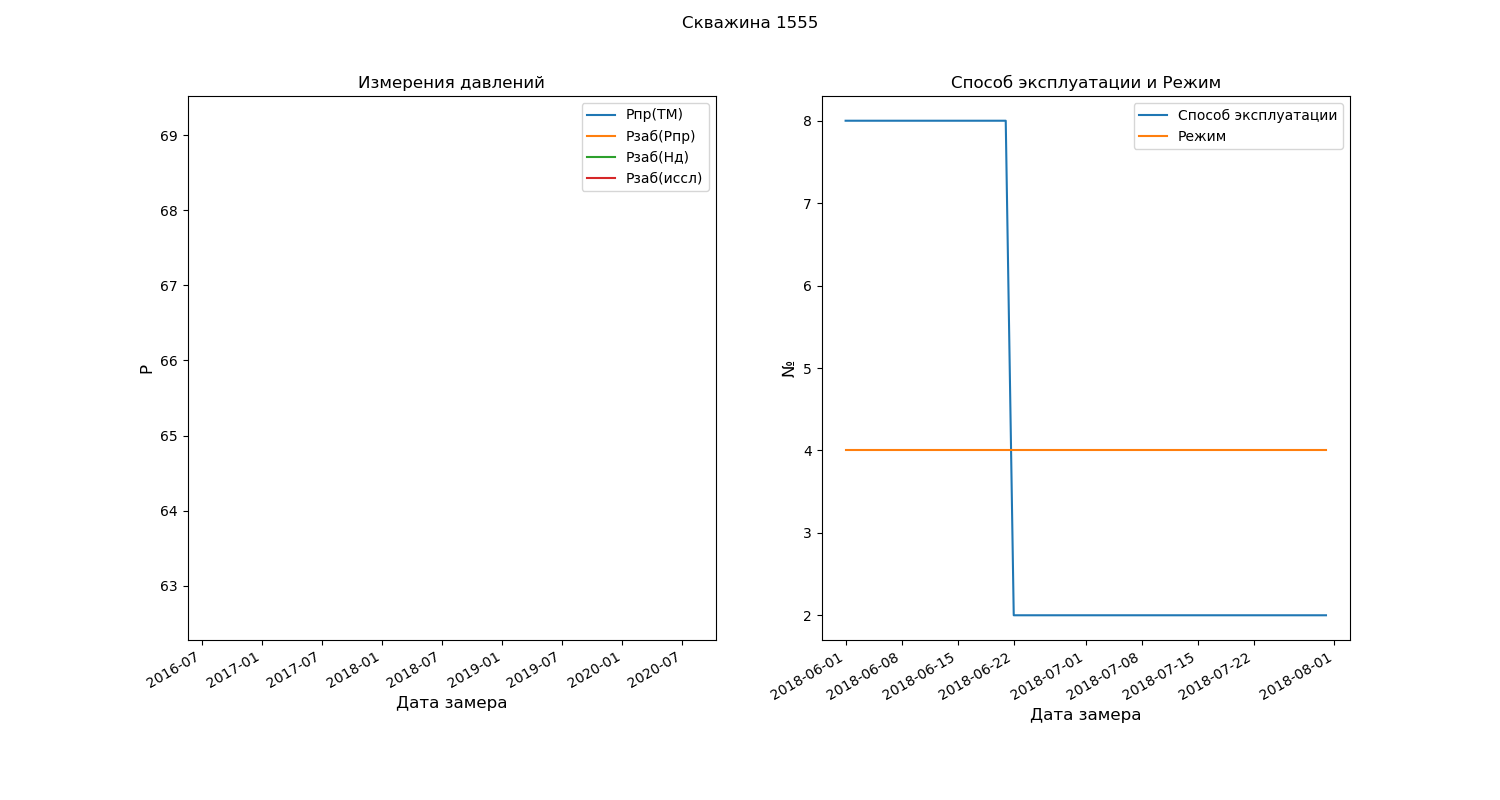 Скважина 1555
Измерения давлений
Рпр(ТМ)
Рзаб(Рпр)
Рзаб(Нд)
Рзаб(иссл)
69
68
67
66
65
64
63
Р
2016-07
2017-01
2017-07
2018-01
2018-07
2019-01
2019-07
2020-01
2020-07
Дата замера
Способ эксплуатации и Режим
Способ эксплуатации
Режим
8
7
6
5
4
3
2
№
2018-06-01
2018-06-08
2018-06-15
2018-06-22
2018-07-01
2018-07-08
2018-07-15
2018-07-22
2018-08-01
Дата замера